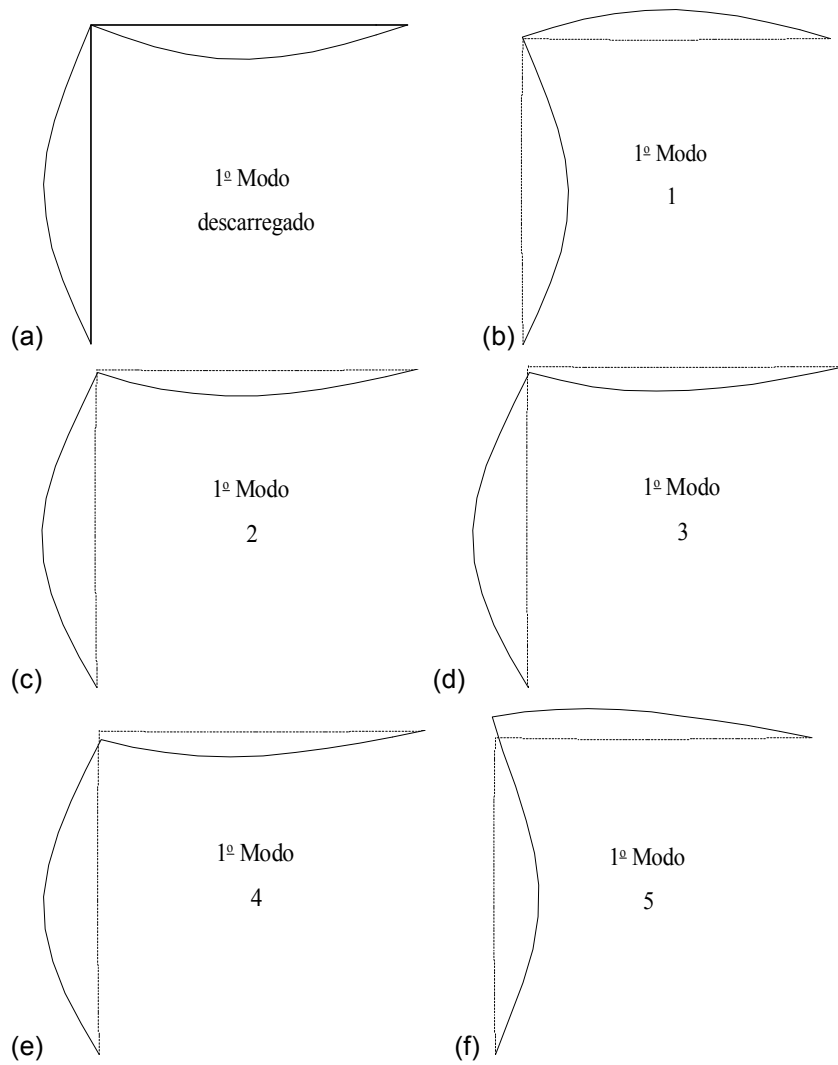 1º Modo
descarregado
(a)
1º Modo
1
(b)
1º Modo
2
(c)
1º Modo
3
(d)
1º Modo
4
(e)
1º Modo
5
(f)